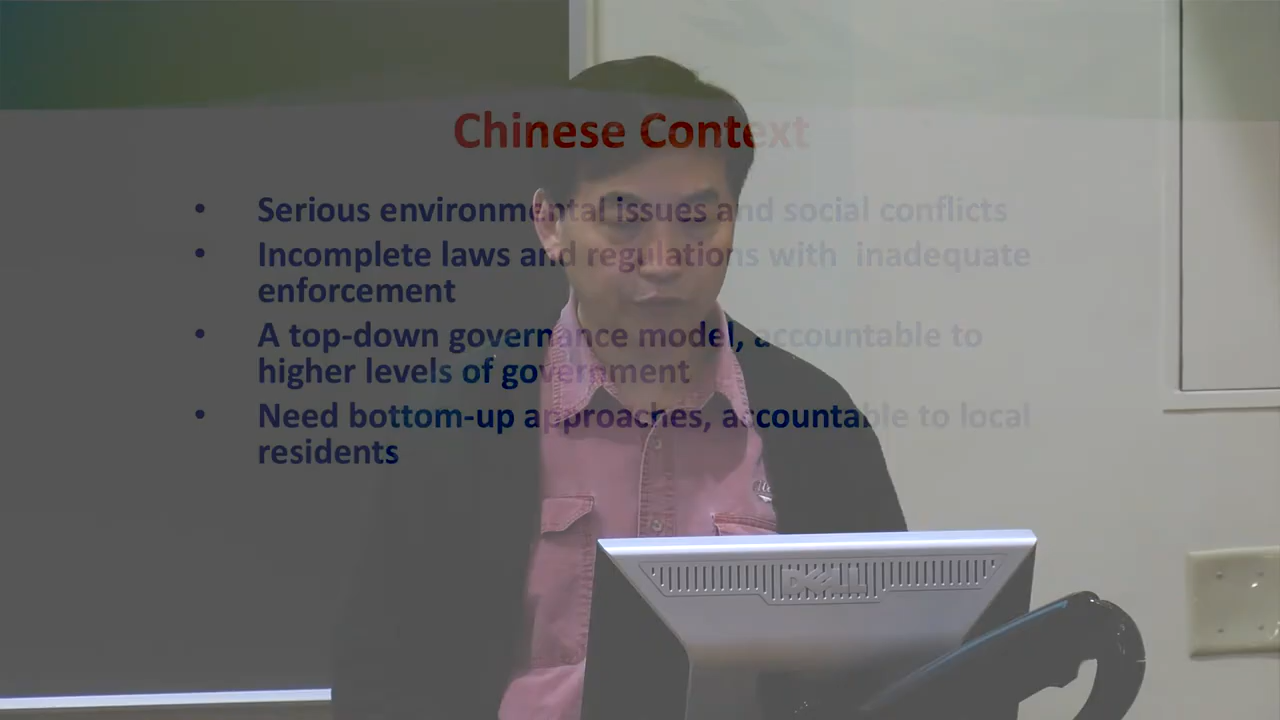 Chinese Context
• Serious environmental issues and social conflicts
• Incomplete laws and regulations with inadequate
enforcement
• A top-down governance model, accountable to
higher levels of government
• Need bottom-up approaches, accountable to local
residents
DELL